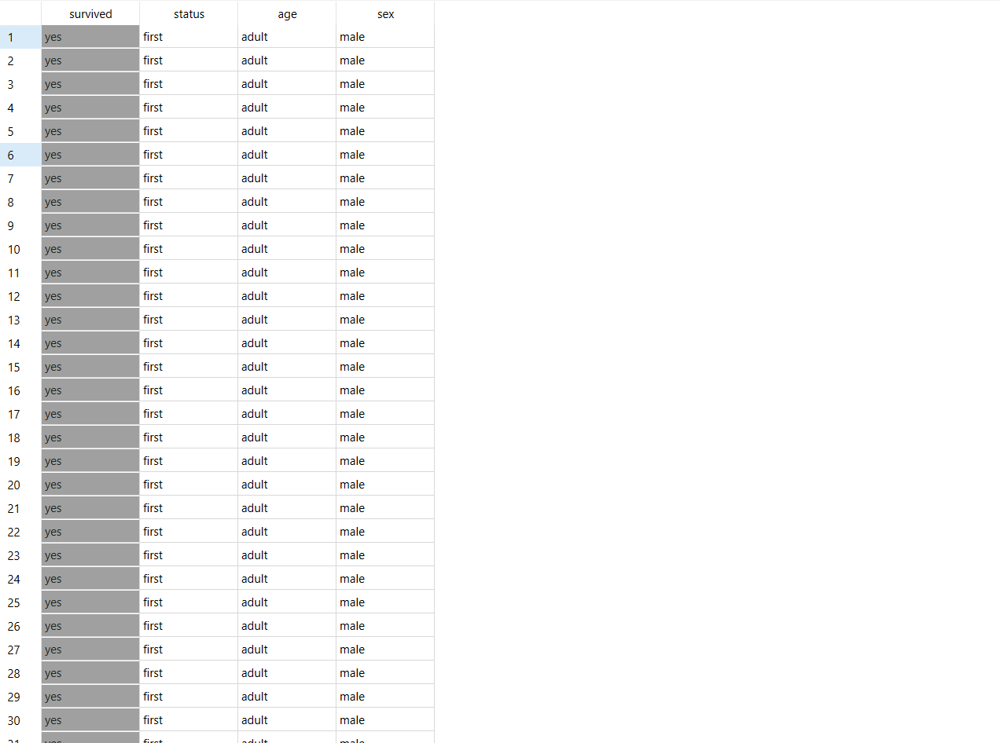 survived status age sex
1 yes first adult male
2 yes first adult male
3 yes first adult male
4 yes first adult male
5 yes first adult male
6 yes first adult male
7 yes first adult male
8 yes first adult male
9 yes first adult male
10 yes first adult male
11 yes first adult male
12 yes first adult male
13 yes first adult male
14 yes first adult male
15 yes first adult male
16 yes first adult male
17 yes first adult male
18 yes first adult male
19 yes first adult male
20 yes first adult male
21 yes first adult male
22 yes first adult male
23 yes first adult male
24 yes first adult male
25 yes first adult male
26 yes first adult male
27 yes first adult male
28 yes first adult male
29 yes first adult male
30 yes first adult male
31 yes first adult male